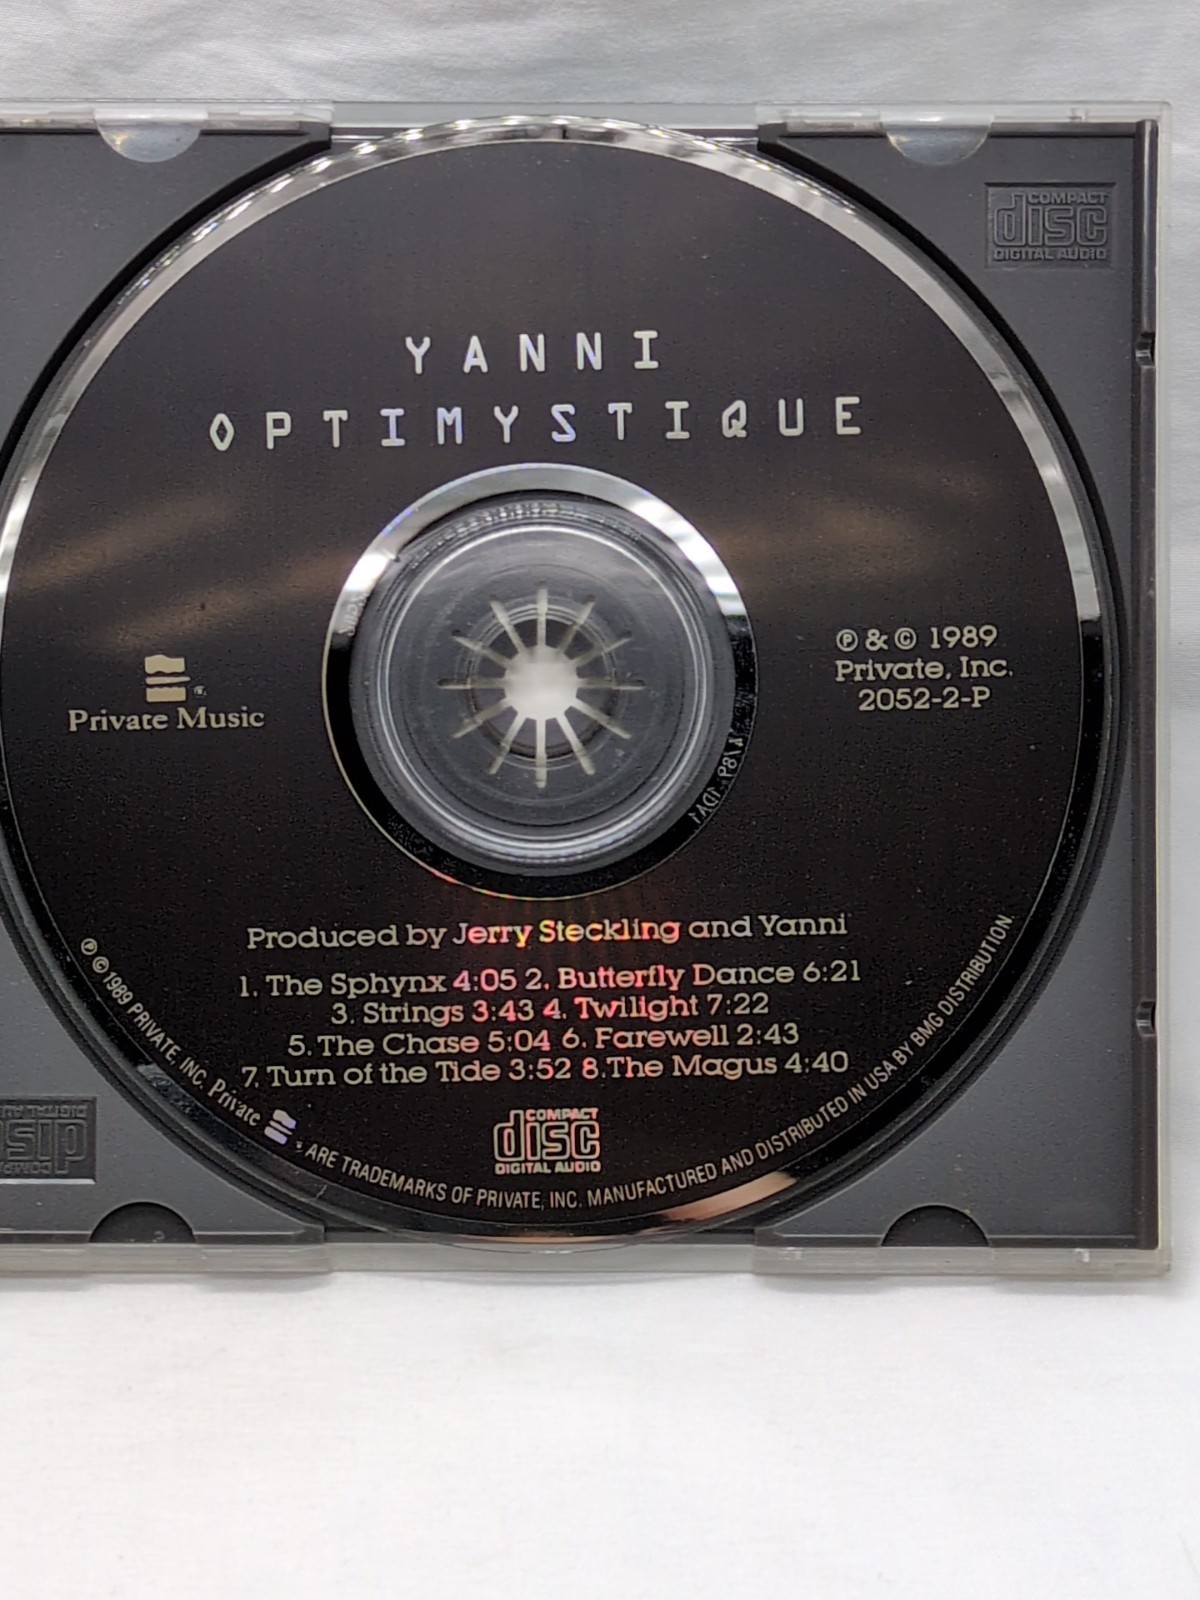 COMPACT
disc
DIGITAL AUDIO
YANNI
OPTIMYSTIQUE
Private Music
℗ & © 1989
Private, Inc.
2052-2-P
Produced by Jerry Steckling and Yanni
1. The Sphynx 4:05 2. Butterfly Dance 6:21
3. Strings 3:43 4. Twilight 7:22
5. The Chase 5:04 6. Farewell 2:43
7. Turn of the Tide 3:52 8. The Magus 4:40
COMPACT
disc
DIGITAL AUDIO
℗ © 1989 PRIVATE, INC. Private ARE TRADEMARKS OF PRIVATE, INC. MANUFACTURED AND DISTRIBUTED IN USA BY BMG DISTRIBUTION.